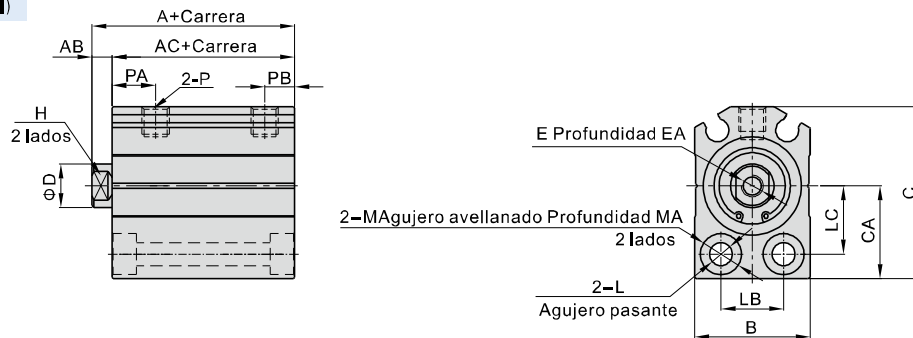 A+Carrera
AB
AC+Carrera
PA
2-P
PB
H
2 lados
ΦD
E Profundidad EA
2-MAgujero avellanado Profundidad MA
2 lados
2-L
Agujero pasante
LB
B
LC
CA
C